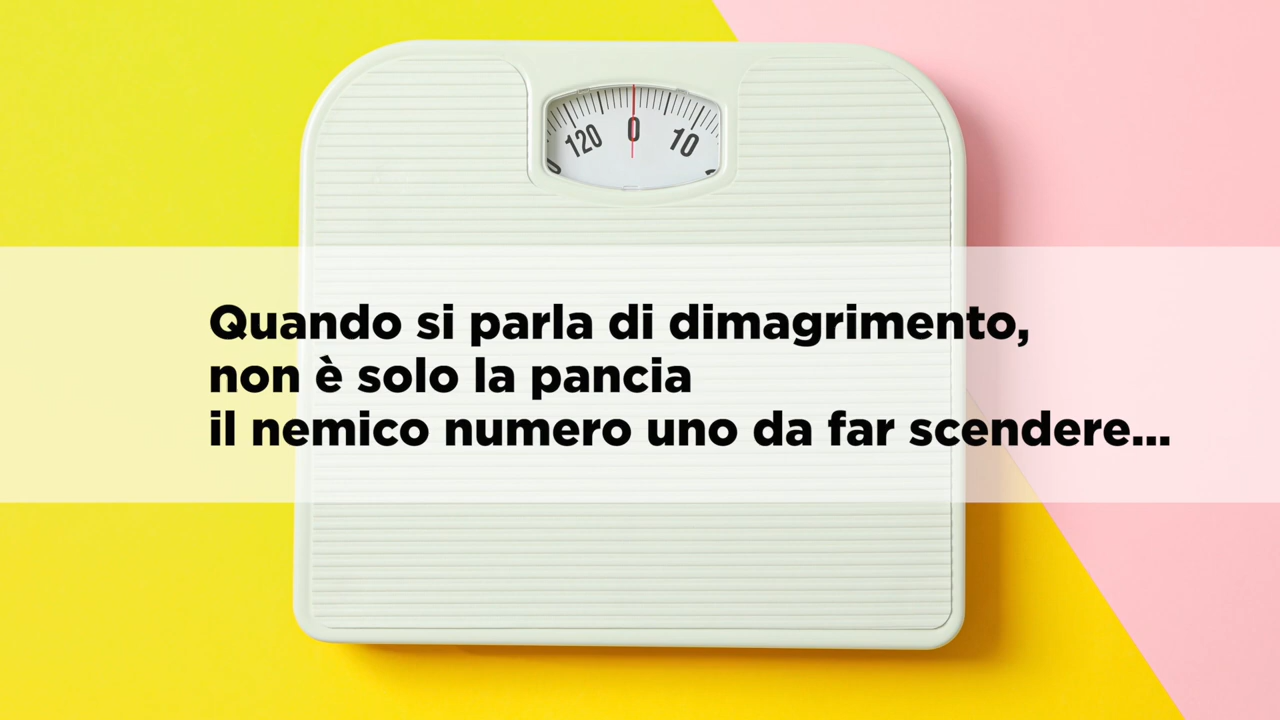 120 0 10
Quando si parla di dimagrimento,
non è solo la pancia
il nemico numero uno da far scendere...